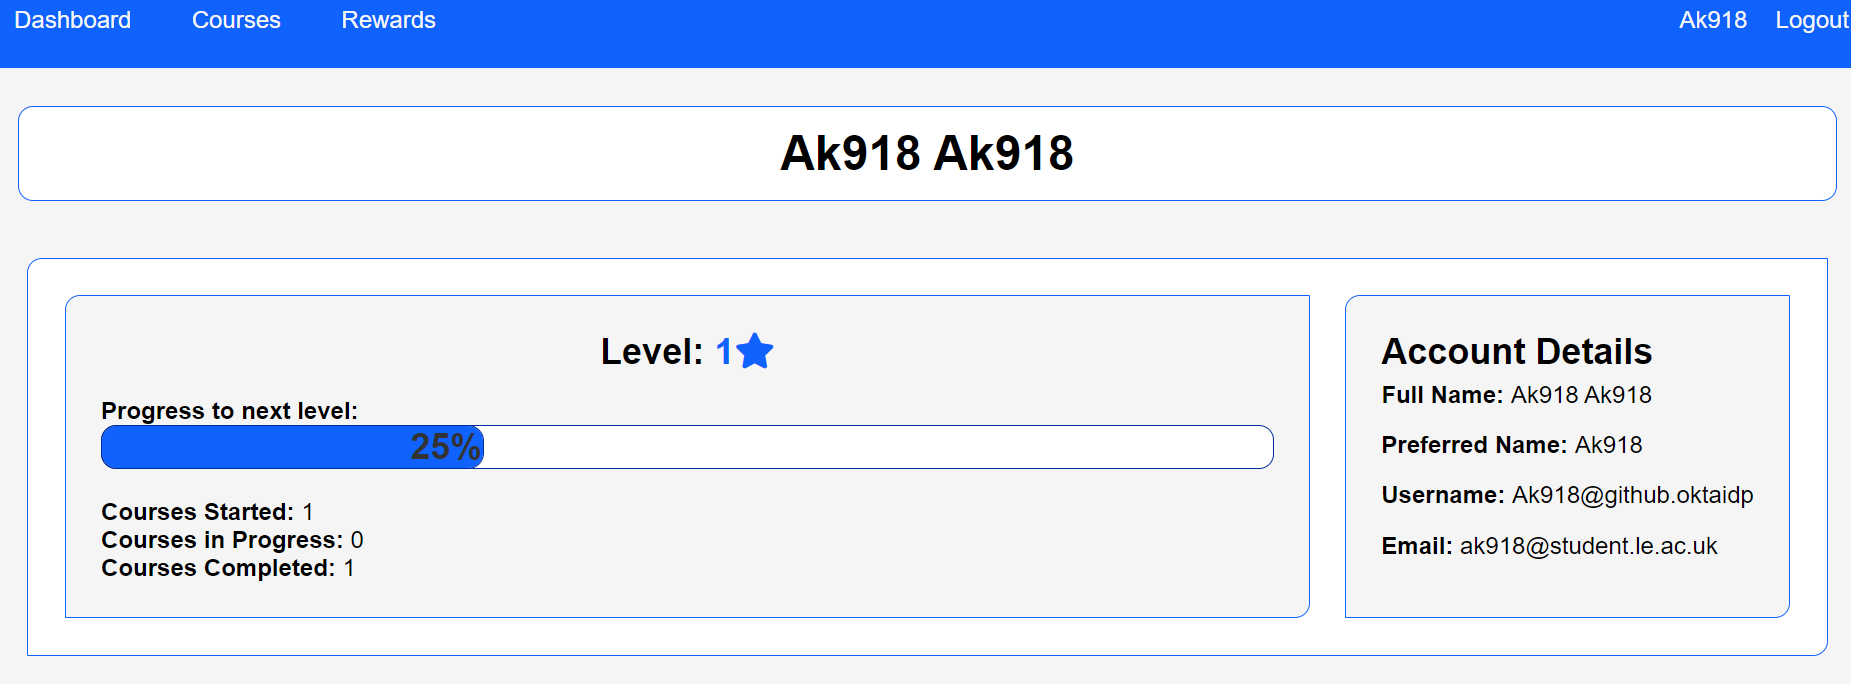 Dashboard Courses Rewards Ak918 Logout
Ak918 Ak918
Level: 1
Progress to next level:
25%
Courses Started: 1
Courses in Progress: 0
Courses Completed: 1
Account Details
Full Name: Ak918 Ak918
Preferred Name: Ak918
Username: Ak918@github.oktaidp
Email: ak918@student.le.ac.uk